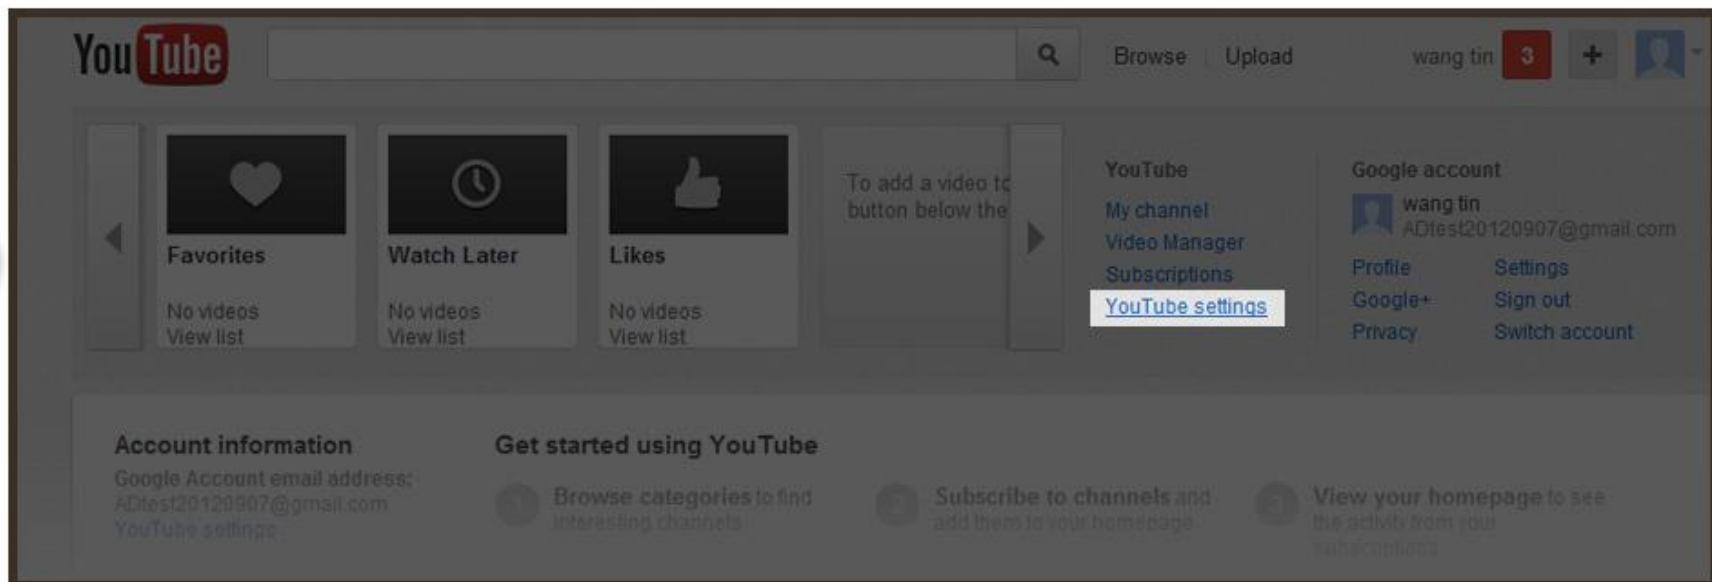 YouTube
Browse Upload wang tin 3 +
Favorites
No videos
View list
Watch Later
No videos
View list
Likes
No videos
View list
To add a video to
button below the
YouTube
My channel
Video Manager
Subscriptions
YouTube settings
Google account
wang tin
ADtest20120907@gmail.com
Profile Settings
Google+ Sign out
Privacy Switch account
Account information
Google Account email address:
ADtest20120907@gmail.com
YouTube settings
Get started using YouTube
1 Browse categories to find
interesting channels
2 Subscribe to channels and
add them to your homepage
3 View your homepage to see
the activity from your
subscriptions